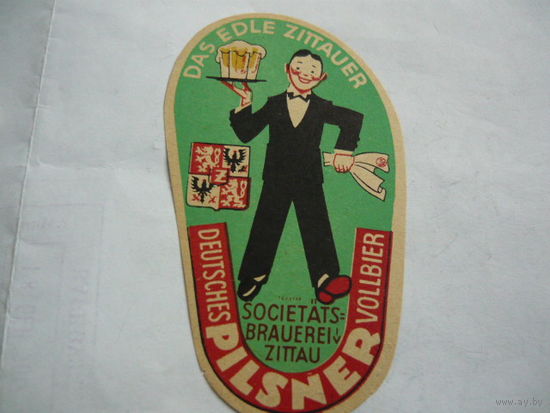 DAS EDLE ZITTAUER
N
DEUTSCHES
PILSNER
VOLLBIER
SOCIETÄTS=
BRAUEREI
ZITTAU
www.ay.by